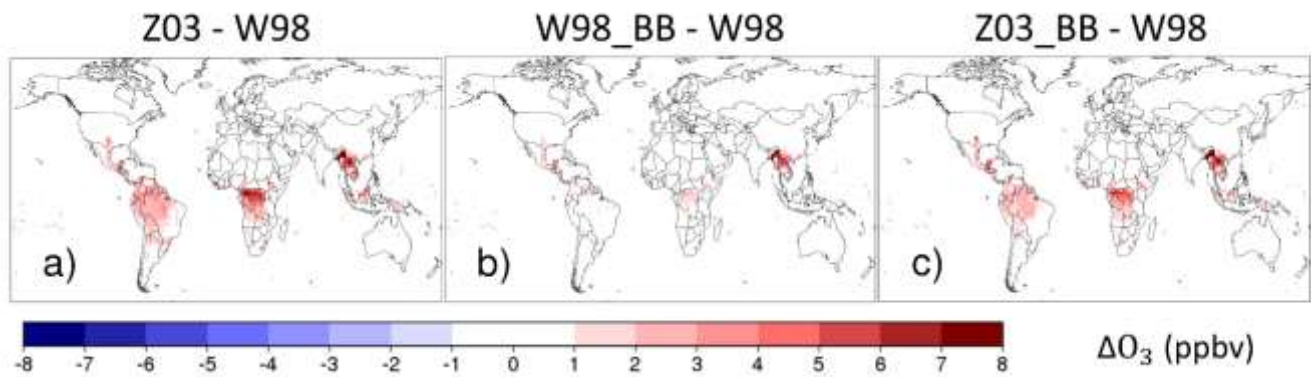 Z03 - W98
W98_BB - W98
Z03_BB - W98
a)
b)
c)
-8 -7 -6 -5 -4 -3 -2 -1 0 1 2 3 4 5 6 7 8
ΔO₃ (ppbv)